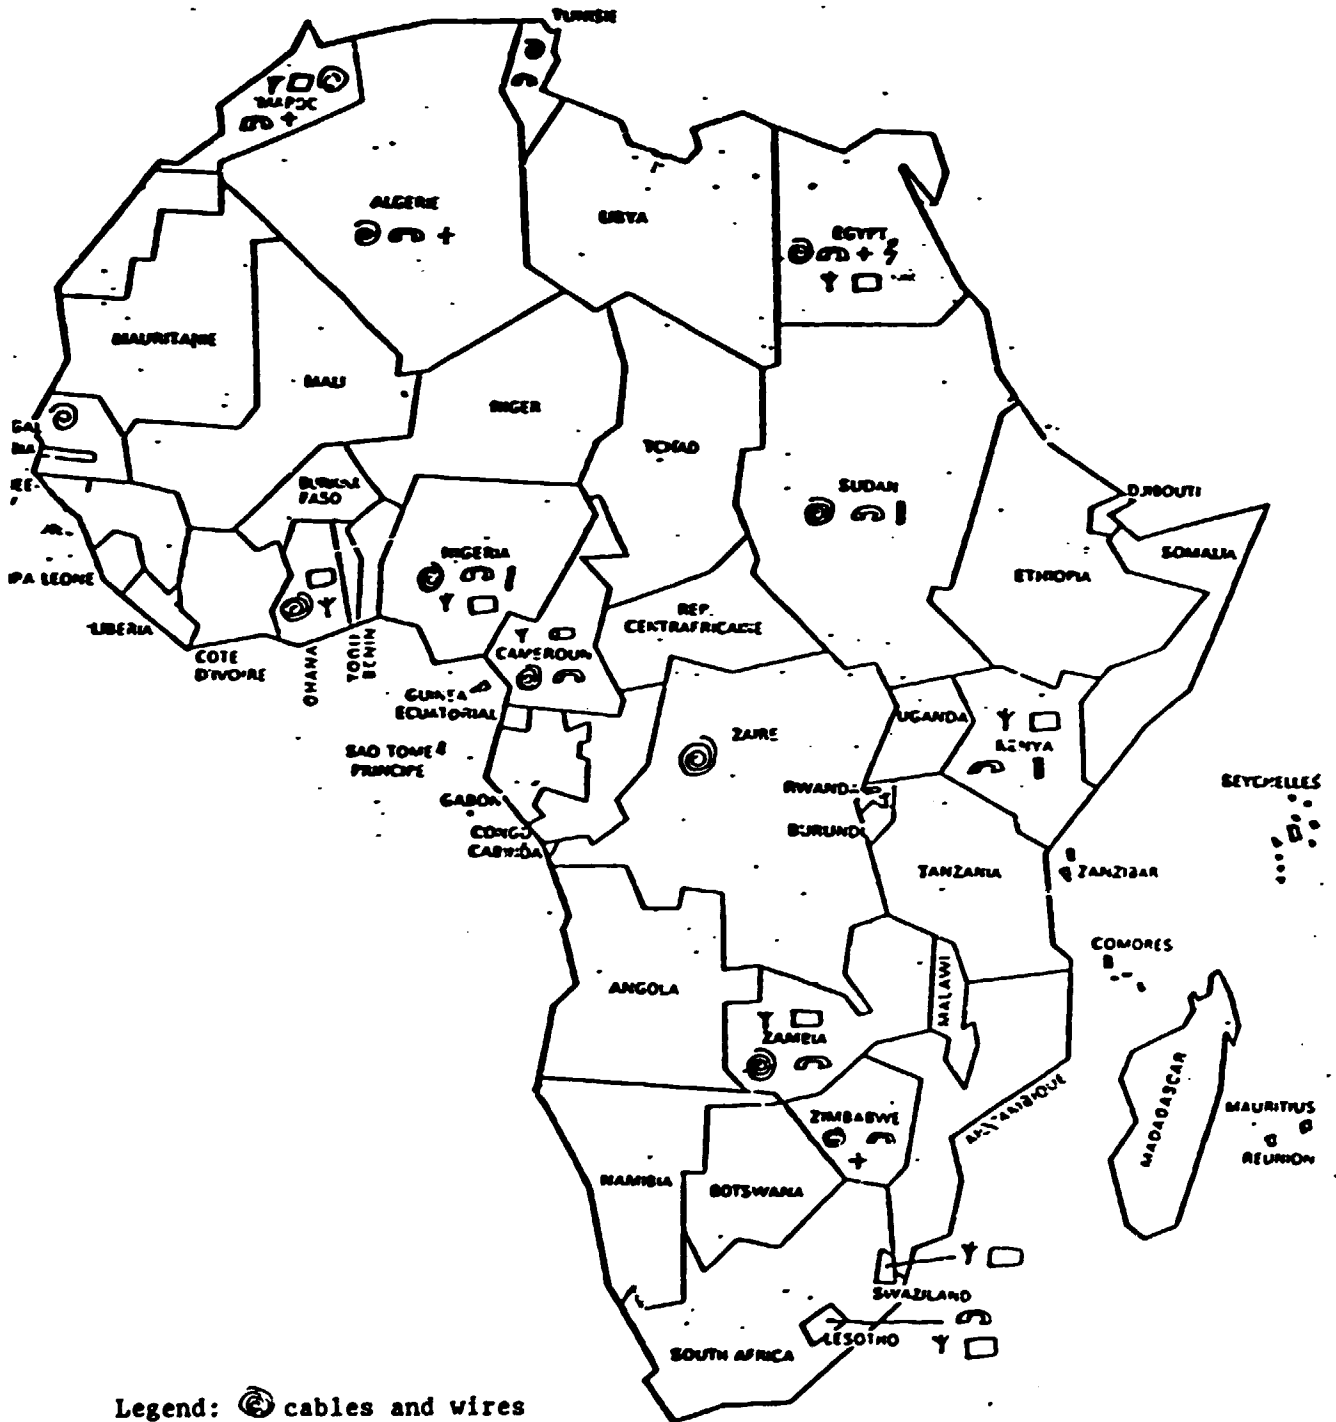 TUNISIE
MAROC
ALGERIE
LIBYA
EGYPT
MAURITANIE
MALI
NIGER
TCHAD
SUDAN
DJIBOUTI
SOMALIA
ETHIOPIA
BURKINA
FASO
NIGERIA
LEONE
LIBERIA
COTE
D'IVOIRE
GHANA
TOGO
BENIN
REP.
CENTRAFRICAINE
CAMEROUN
GUINEA
ECUATORIAL
SAO TOME &
PRINCIPE
GABON
CONGO
CABINDA
ZAIRE
UGANDA
KENYA
RWANDA
BURUNDI
TANZANIA
ZANZIBAR
SEYCHELLES
COMORES
ANGOLA
MALAWI
ZAMBIA
ZIMBABWE
MADAGASCAR
MAURITIUS
REUNION
NAMIBIA
BOTSWANA
SWAZILAND
LESOTHO
SOUTH AFRICA
Legend: cables and wires